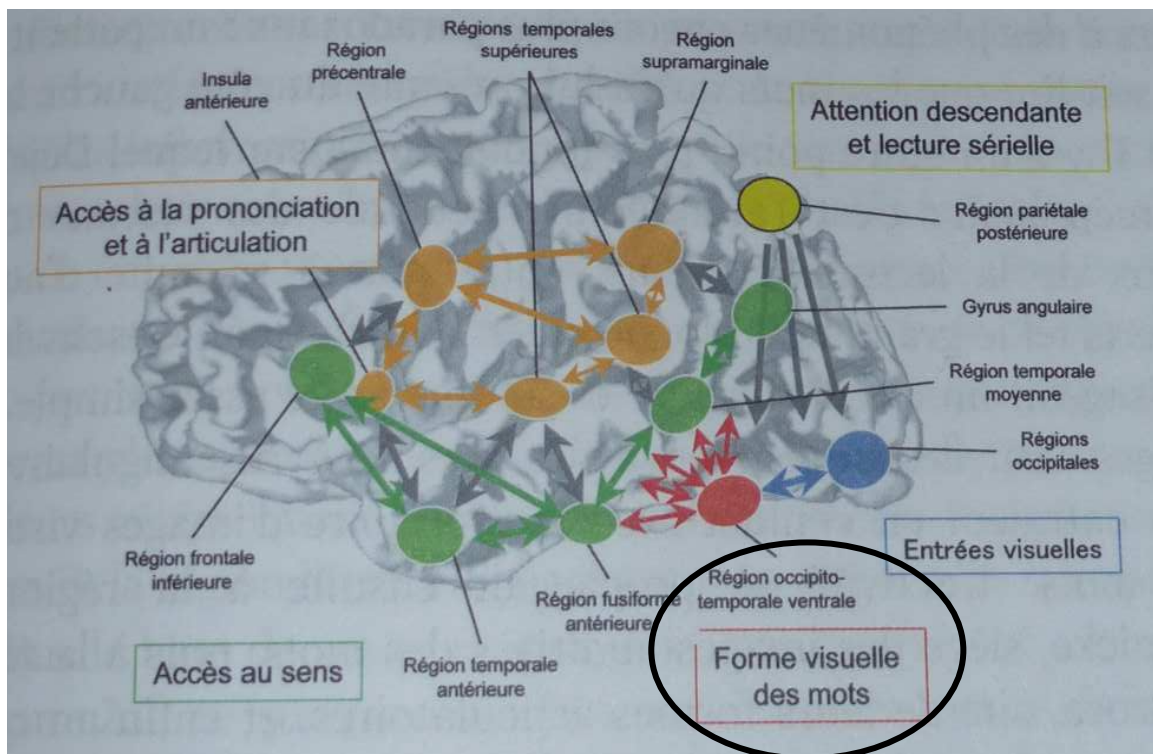 Régions temporales
supérieures
Région
précentrale
Région
supramarginale
Insula
antérieure
Attention descendante
et lecture sérielle
Accès à la prononciation
et à l'articulation
Région pariétale
postérieure
Gyrus angulaire
Région temporale
moyenne
Régions
occipitales
Entrées visuelles
Région frontale
inférieure
Région occipito-
temporale ventrale
Région fusiforme
antérieure
Région temporale
antérieure
Accès au sens
Forme visuelle
des mots